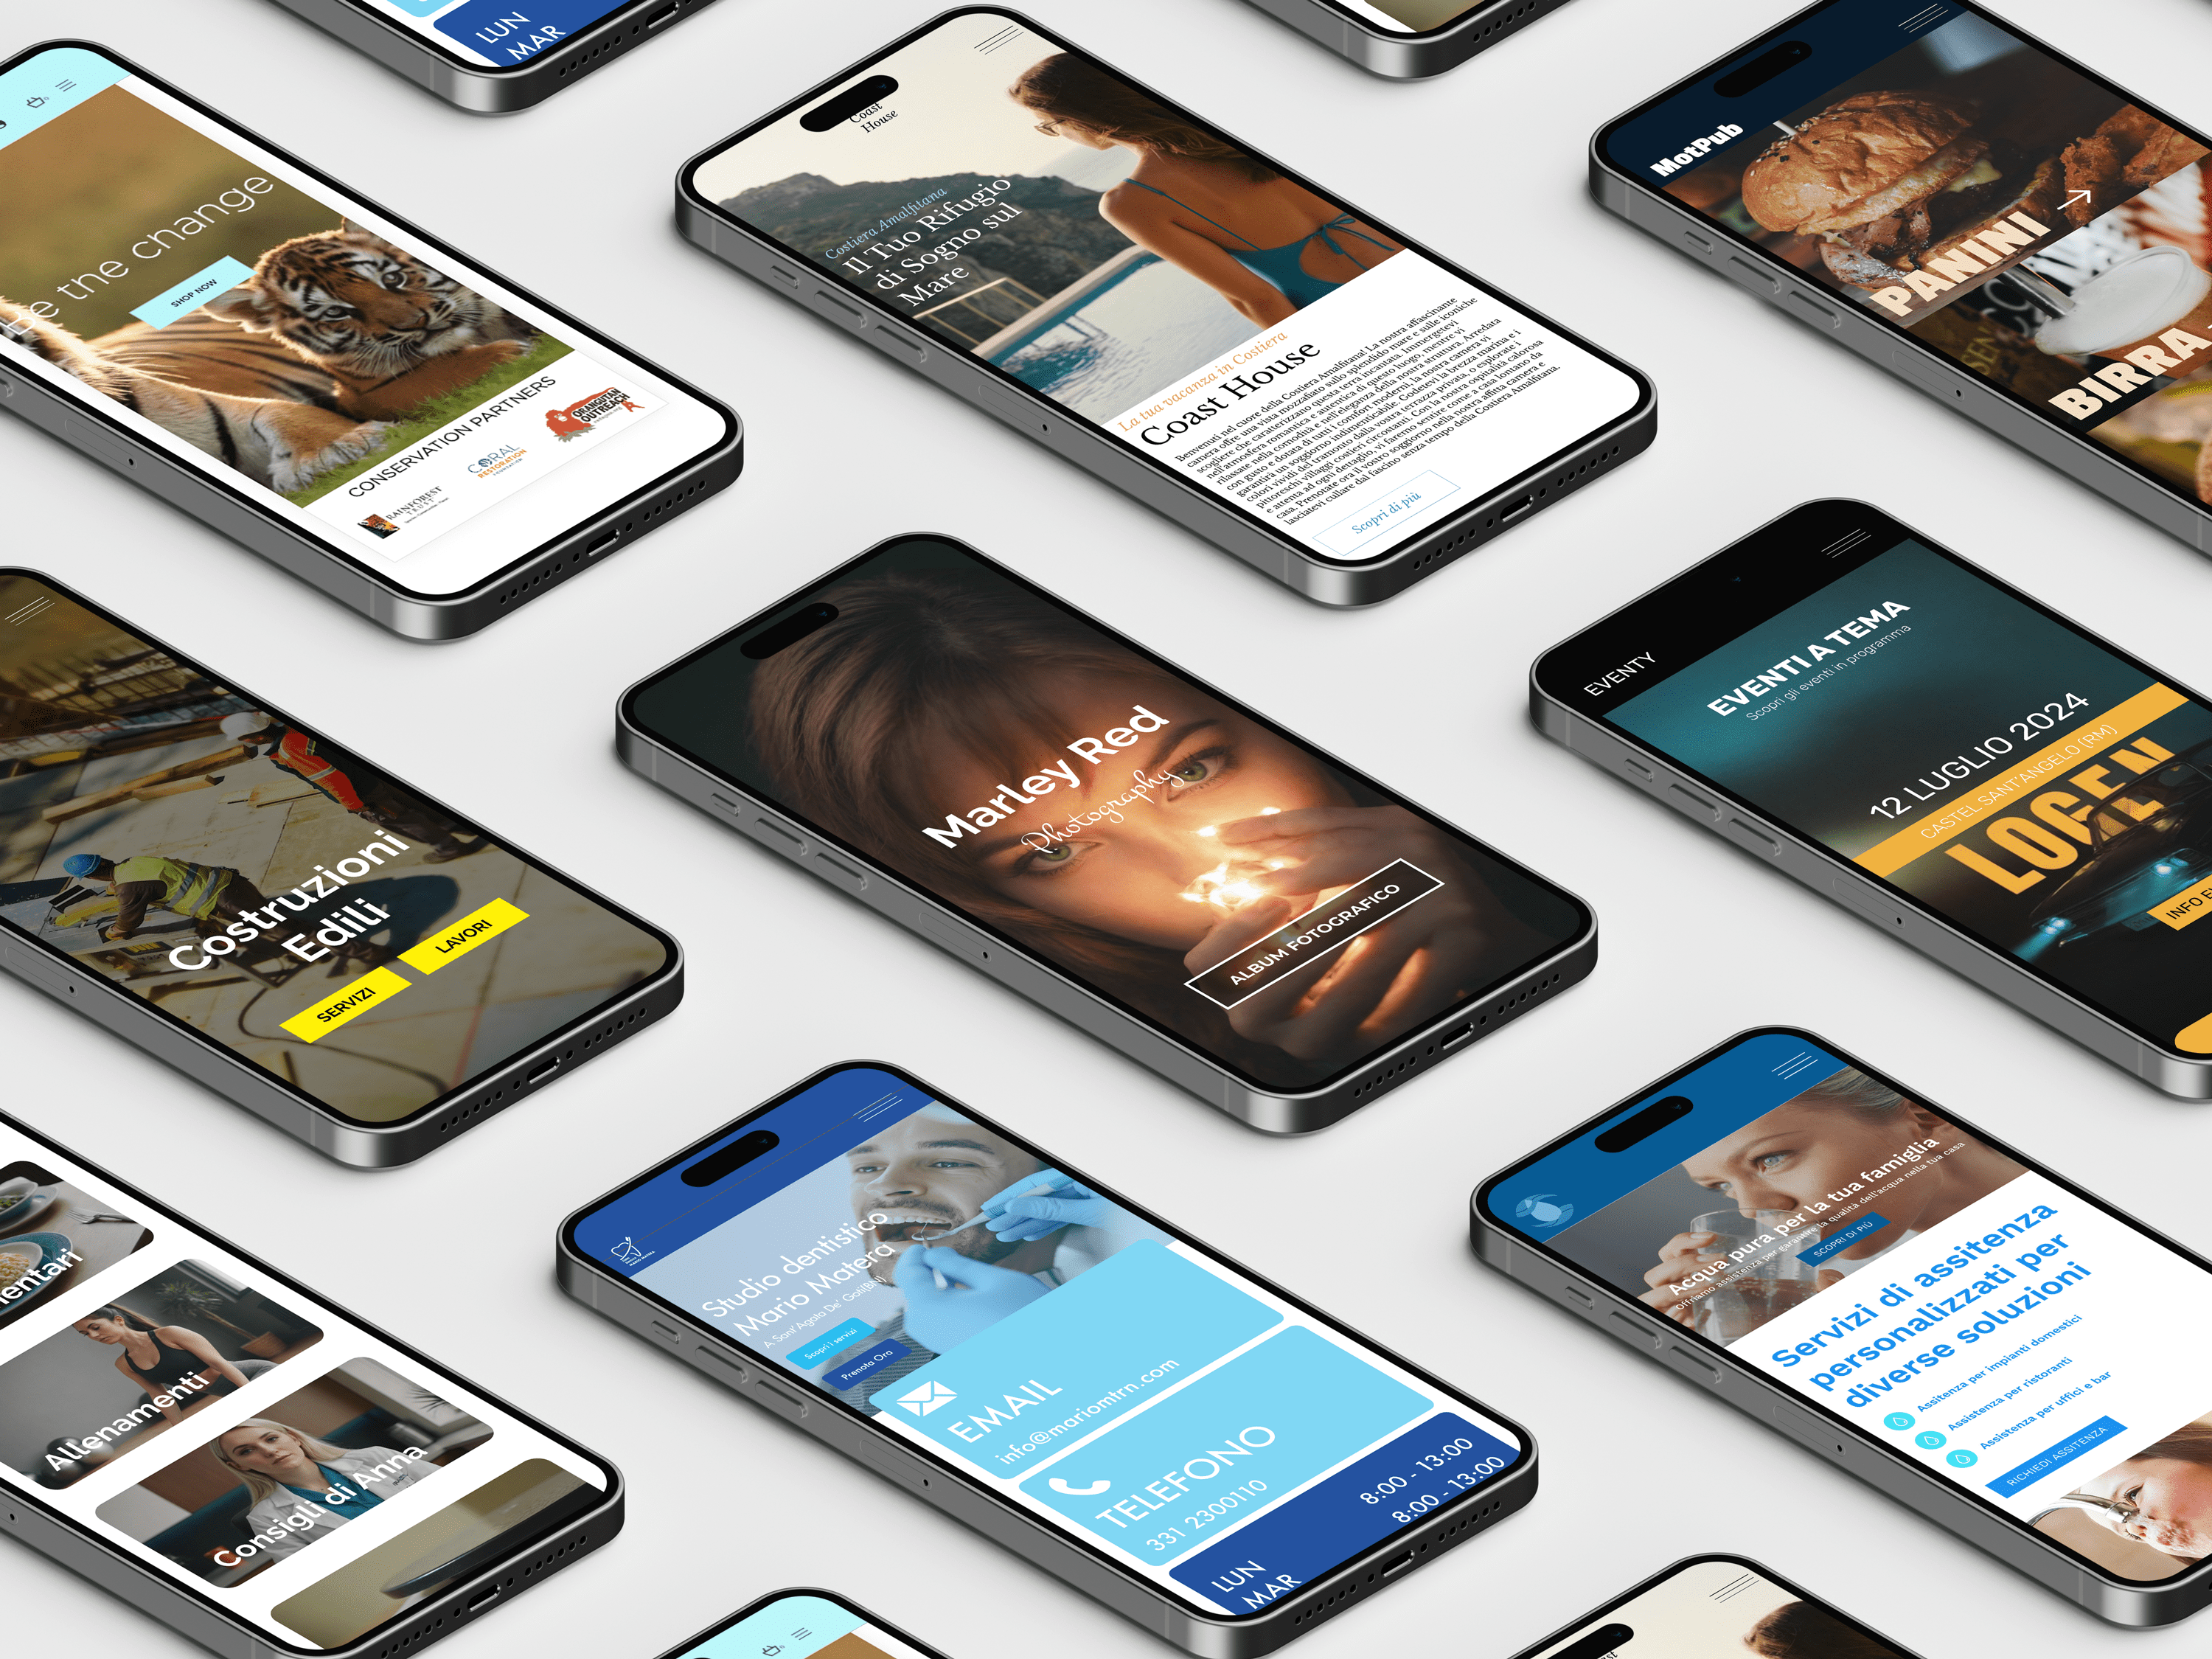 LUN
MAR
Be the change
SHOP NOW
CONSERVATION PARTNERS
RAINFOREST
TRUST
CORAL
RESTORATION
FOUNDATION
ORANGUTAN
OUTREACH
Coast
House
Costiera Amalfitana
Il Tuo Rifugio
di Sogno sul
Mare
La tua vacanza in Costiera
Coast House
Benvenuti nel cuore della Costiera Amalfitana! La nostra affascinante
camera offre una vista mozzafiato sullo splendido mare e sulle iconiche
scogliere che caratterizzano questa terra incantata. Immergetevi
nell'atmosfera romantica e autentica di questo luogo, mentre vi
rilassate nella comodità e nell'eleganza della nostra struttura. Arredata
con gusto e dotata di tutti i comfort moderni, la nostra camera vi
garantirà un soggiorno indimenticabile. Godetevi la brezza marina e i
colori vividi del tramonto dalla vostra terrazza privata, o esplorate i
pittoreschi villaggi costieri circostanti. Con la nostra ospitalità calorosa
e attenta ad ogni dettaglio, vi faremo sentire come a casa lontano da
casa. Prenotate ora il vostro soggiorno nella nostra affitta camera e
lasciatevi cullare dal fascino senza tempo della Costiera Amalfitana.
Scopri di più
MotPub
PANINI
BIRRA
Costruzioni
Edili
SERVIZI
LAVORI
Marley Red
Photography
ALBUM FOTOGRAFICO
EVENTY
EVENTI A TEMA
Scopri gli eventi in programma
12 LUGLIO 2024
CASTEL SANT'ANGELO (RM)
LOGEN
INFO E
entari
Allenamenti
Consigli di Anna
MARIO MATERA
Studio dentistico
Mario Matera
A Sant'Agata De' Goti(BN)
Scopri i servizi
Prenota Ora
EMAIL
info@mariomtrn.com
TELEFONO
331 2300110
LUN 8:00 - 13:00
MAR 8:00 - 13:00
Acqua pura per la tua famiglia
Offriamo assistenza per garantire la qualità dell'acqua nella tua casa
SCOPRI DI PIÙ
Servizi di assitenza
personalizzati per
diverse soluzioni
Assitenza per impianti domestici
Assistenza per ristoranti
Assistenza per uffici e bar
RICHIEDI ASSITENZA